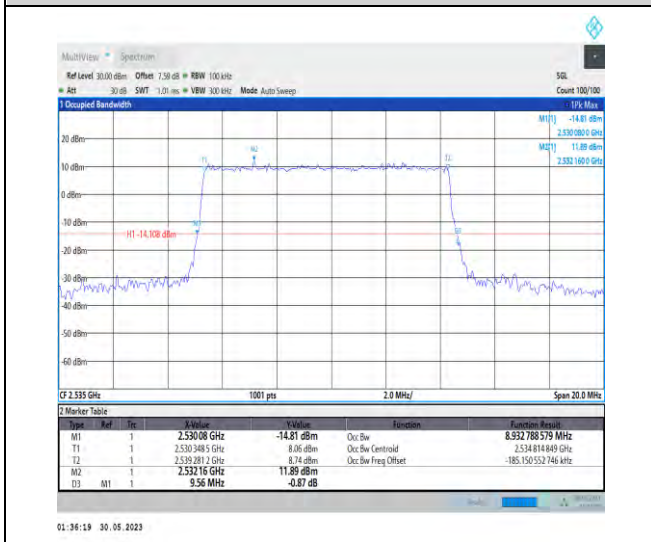 MultiView Spectrum
Ref Level 30.00 dBm Offset 7.59 dB RBW 100 kHz SGL
Att 30 dB SWT 1.01 ms VBW 300 kHz Mode Auto Sweep Count 100/100
1 Occupied Bandwidth 1Pk Max
M1[1] -14.81 dBm
2.530 080 0 GHz
M2[1] 11.89 dBm
2.532 160 0 GHz
20 dBm
M2
T1 T2
10 dBm
0 dBm
-10 dBm
H1 -14.108 dBm
-20 dBm
-30 dBm
-40 dBm
-50 dBm
-60 dBm
CF 2.535 GHz 1001 pts 2.0 MHz/ Span 20.0 MHz
2 Marker Table
Type Ref Trc X-Value Y-Value Function Function Result
M1 1 2.53008 GHz -14.81 dBm Occ Bw 8.932 788 579 MHz
T1 1 2.530 348 5 GHz 8.06 dBm Occ Bw Centroid 2.534 814 849 GHz
T2 1 2.539 281 2 GHz 8.74 dBm Occ Bw Freq Offset -185.150 552 746 kHz
M2 1 2.53216 GHz 11.89 dBm
D3 M1 1 9.56 MHz -0.87 dB
01:36:19 30.05.2023